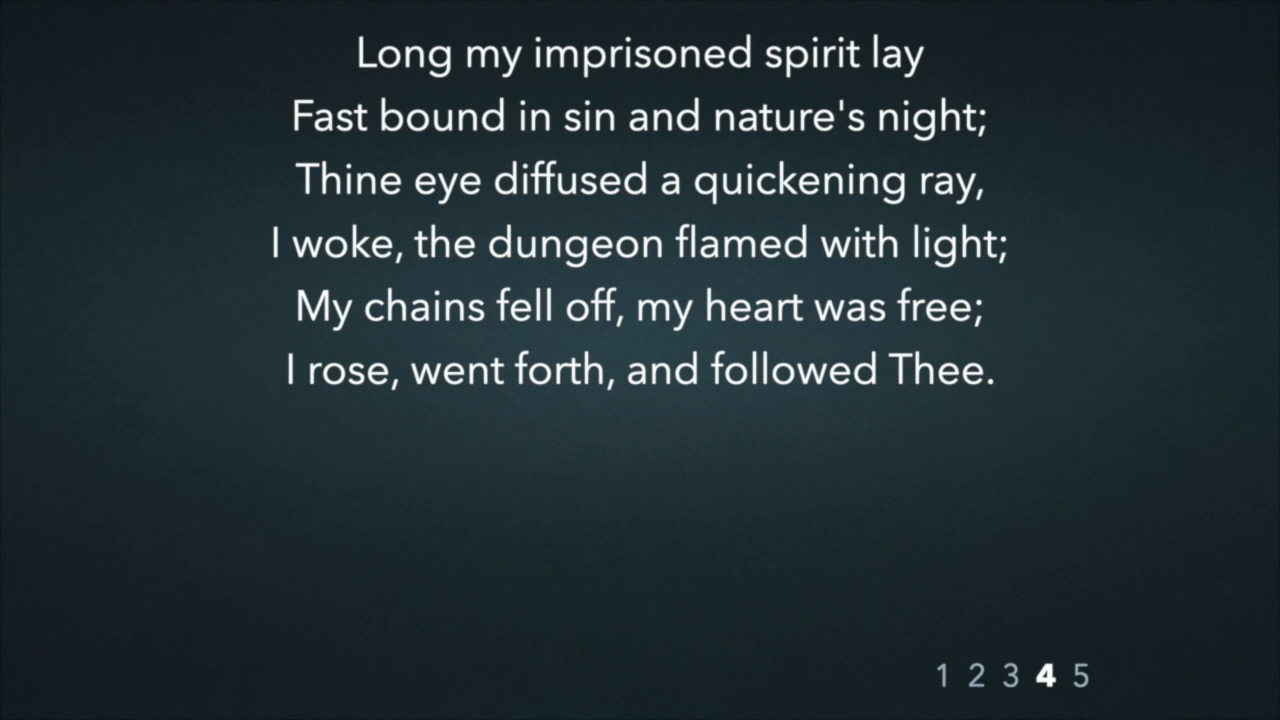 Long my imprisoned spirit lay
Fast bound in sin and nature's night;
Thine eye diffused a quickening ray,
I woke, the dungeon flamed with light;
My chains fell off, my heart was free;
I rose, went forth, and followed Thee.
1 2 3 4 5